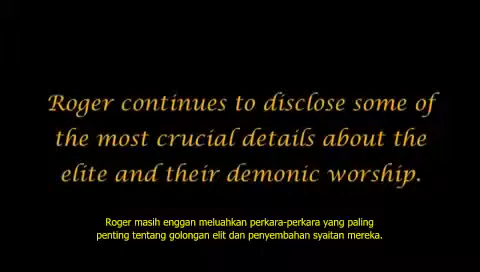 Roger continues to disclose some of
the most crucial details about the
elite and their demonic worship.
Roger masih enggan meluahkan perkara-perkara yang paling
penting tentang golongan elit dan penyembahan syaitan mereka.